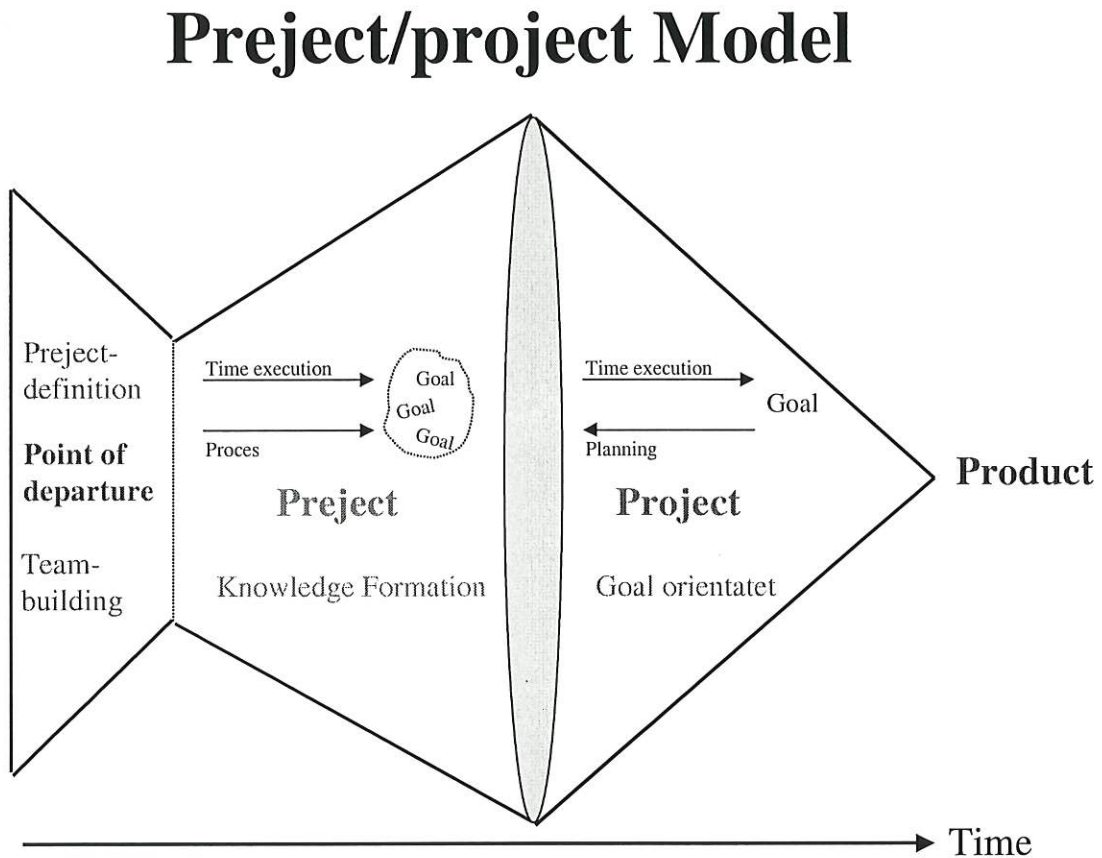 Preject/project Model
Preject-
definition
Point of
departure
Team-
building
Time execution
Proces
Goal
Goal
Goal
Preject
Knowledge Formation
Time execution
Goal
Planning
Project
Goal orientatet
Product
Time